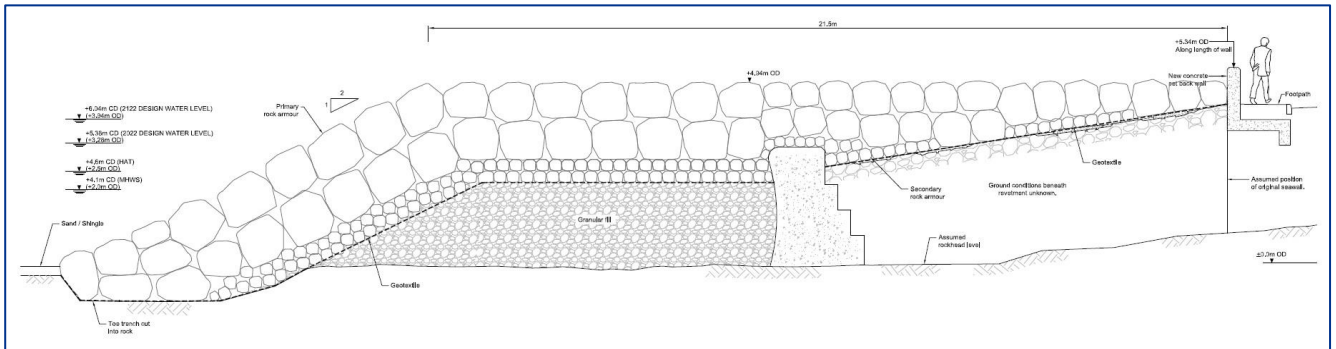 21.5m
+5.34m OD
Along length of wall
New concrete
set back wall
Footpath
+4.34m OD
2
1
Primary
rock armour
+6.04m CD (2122 DESIGN WATER LEVEL)
(+3.94m OD)
+5.38m CD (2022 DESIGN WATER LEVEL)
(+3.28m OD)
+4.6m CD (HAT)
(+2.5m OD)
+4.1m CD (MHWS)
(+2.0m OD)
Geotextile
Secondary
rock armour
Ground conditions beneath
revetment unknown.
Assumed position
of original seawall.
Sand / Shingle
Granular fill
Assumed
rockhead level
±0.0m OD
Geotextile
Toe trench cut
into rock